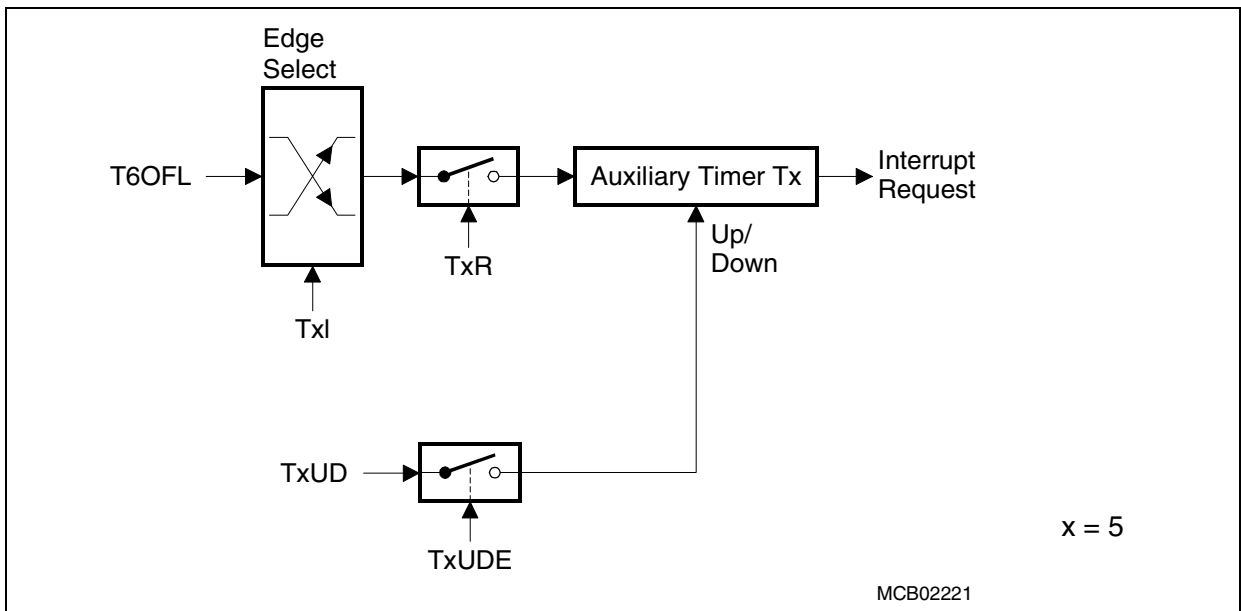 Edge
Select
T6OFL
Auxiliary Timer Tx
Interrupt
Request
TxR
Up/
Down
TxI
TxUD
TxUDE
x = 5
MCB02221